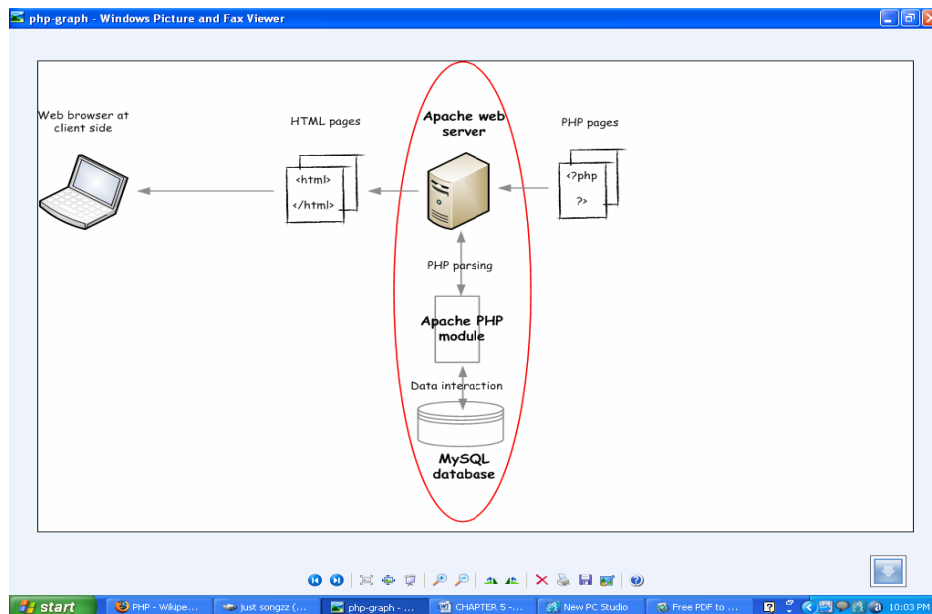 php-graph - Windows Picture and Fax Viewer
Web browser at
client side
HTML pages
Apache web
server
PHP pages
<html>
</html>
<?php
?>
PHP parsing
Apache PHP
module
Data interaction
MySQL
database
start
PHP - Wikipe...
just songzz (...
php-graph - ...
CHAPTER 5 -...
New PC Studio
Free PDF to ...
10:03 PM